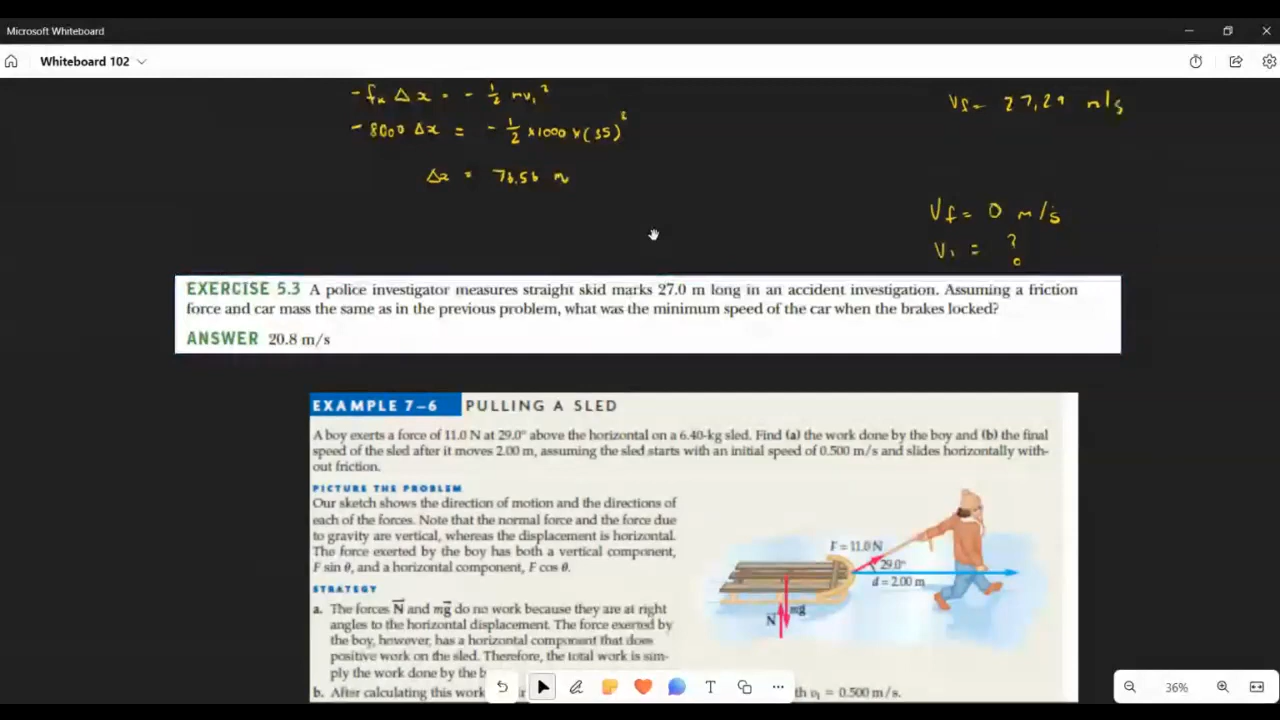 Microsoft Whiteboard
Whiteboard 102
- fk Δx = - 1/2 mvi²
- 8000 Δx = - 1/2 ×1000 ×(35)²
Δx = 76.56 m
Vf = 27,29 m/s
Vf = 0 m/s
Vi = ?
EXERCISE 5.3 A police investigator measures straight skid marks 27.0 m long in an accident investigation. Assuming a friction
force and car mass the same as in the previous problem, what was the minimum speed of the car when the brakes locked?
ANSWER 20.8 m/s
EXAMPLE 7–6 PULLING A SLED
A boy exerts a force of 11.0 N at 29.0° above the horizontal on a 6.40-kg sled. Find (a) the work done by the boy and (b) the final
speed of the sled after it moves 2.00 m, assuming the sled starts with an initial speed of 0.500 m/s and slides horizontally with-
out friction.
PICTURE THE PROBLEM
Our sketch shows the direction of motion and the directions of
each of the forces. Note that the normal force and the force due
to gravity are vertical, whereas the displacement is horizontal.
The force exerted by the boy has both a vertical component,
F sin θ, and a horizontal component, F cos θ.
STRATEGY
a. The forces N⃗ and mg⃗ do no work because they are at right
angles to the horizontal displacement. The force exerted by
the boy, however, has a horizontal component that does
positive work on the sled. Therefore, the total work is sim-
ply the work done by the b
b. After calculating this work
th v₁ = 0.500 m/s.
F = 11.0 N
29.0°
d = 2.00 m
N⃗
mg⃗
T
36%